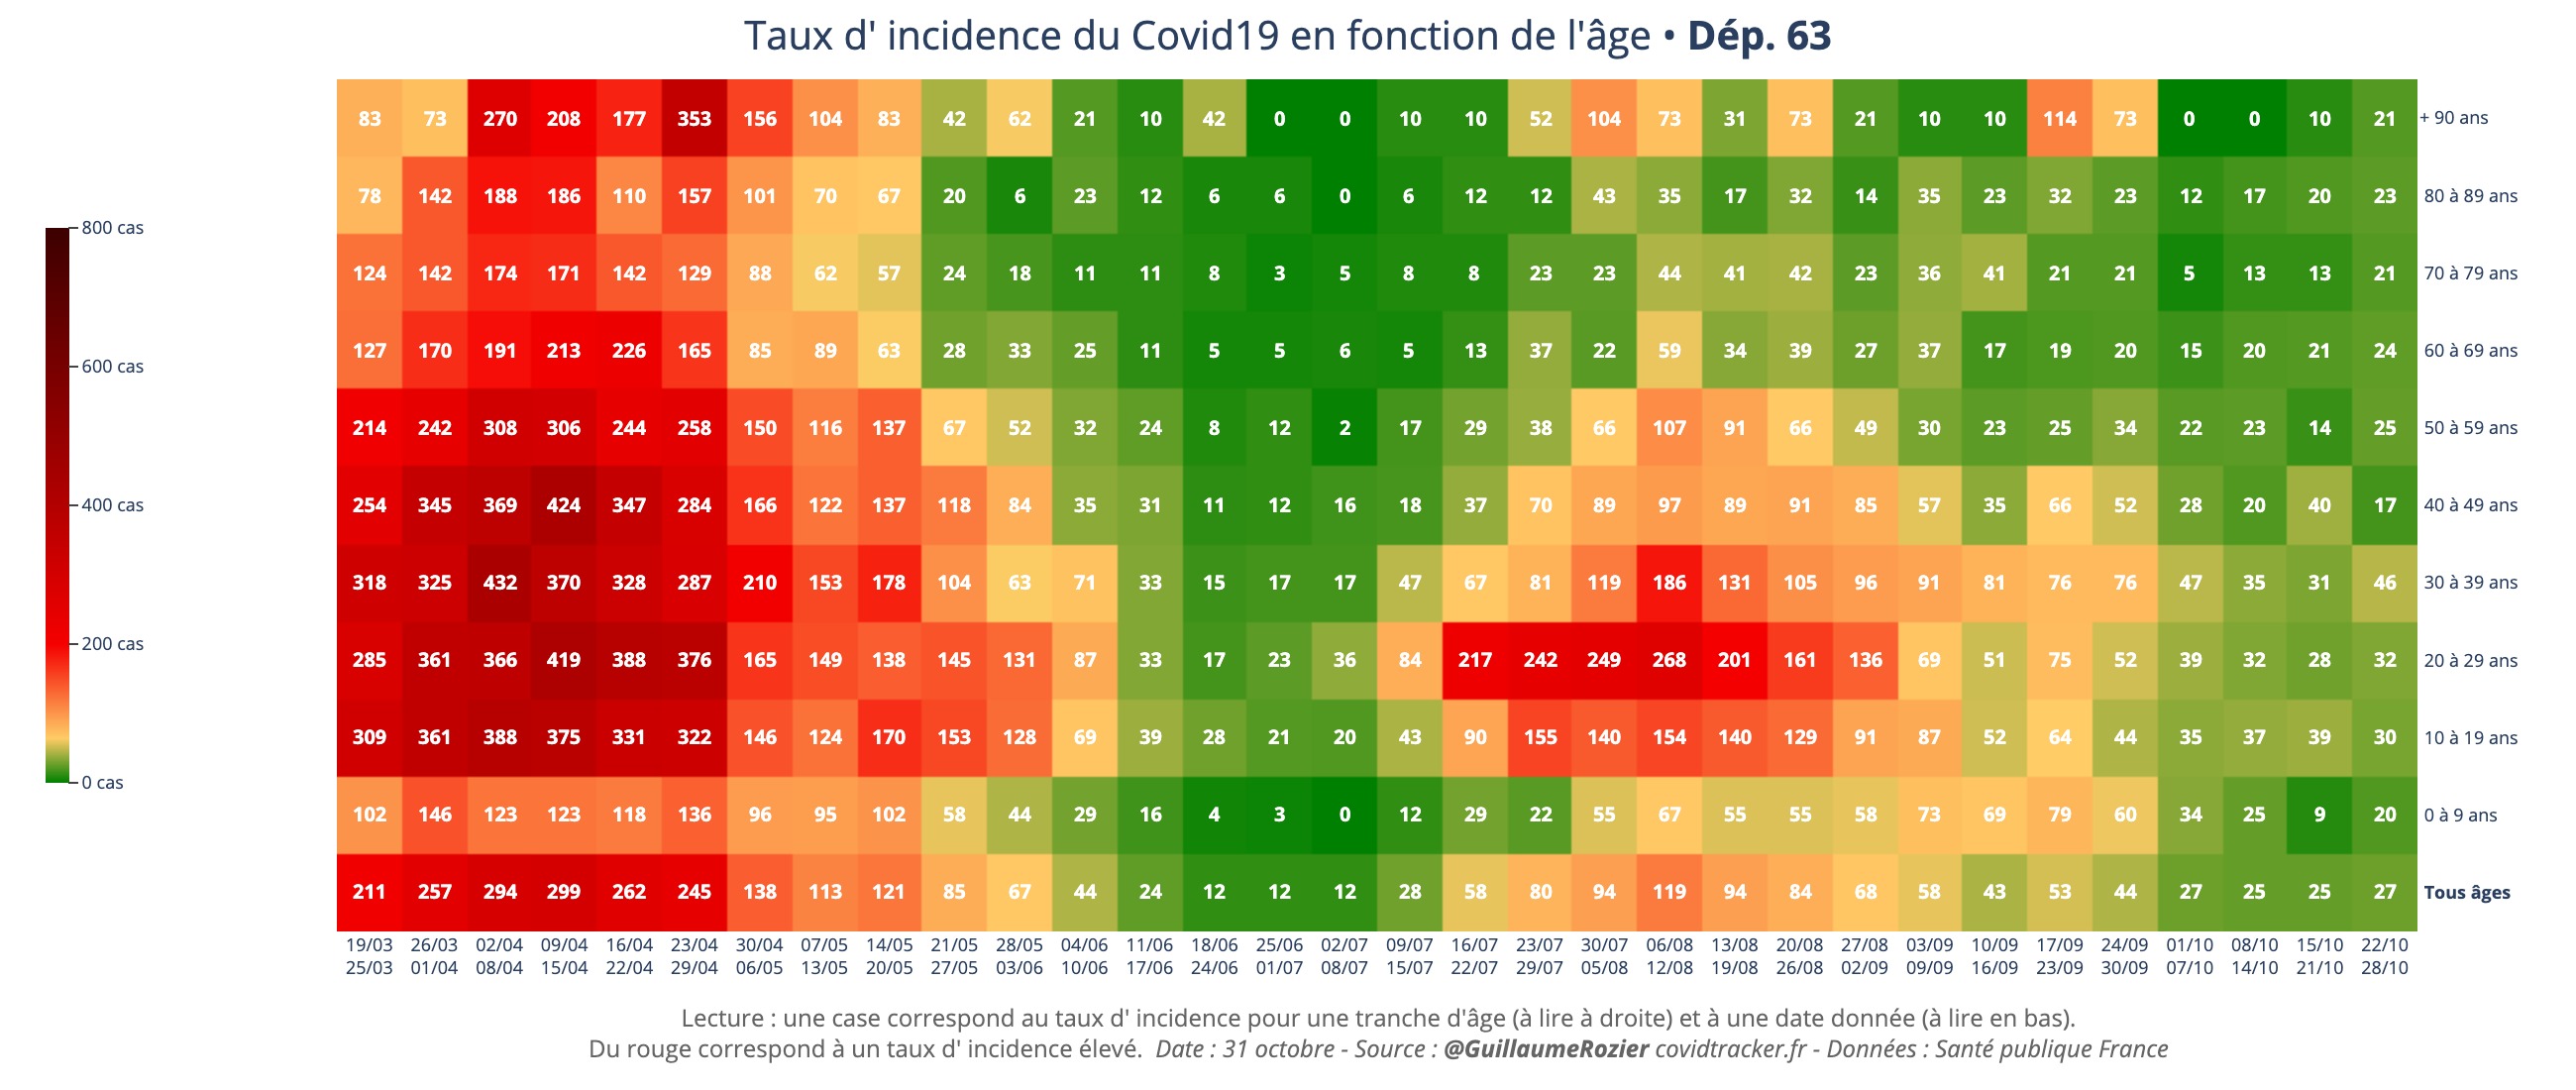 Taux d' incidence du Covid19 en fonction de l'âge • Dép. 63
83 73 270 208 177 353 156 104 83 42 62 21 10 42 0 0 10 10 52 104 73 31 73 21 10 10 114 73 0 0 10 21 + 90 ans
78 142 188 186 110 157 101 70 67 20 6 23 12 6 6 0 6 12 12 43 35 17 32 14 35 23 32 23 12 17 20 23 80 à 89 ans
800 cas
124 142 174 171 142 129 88 62 57 24 18 11 11 8 3 5 8 8 23 23 44 41 42 23 36 41 21 21 5 13 13 21 70 à 79 ans
127 170 191 213 226 165 85 89 63 28 33 25 11 5 5 6 5 13 37 22 59 34 39 27 37 17 19 20 15 20 21 24 60 à 69 ans
600 cas
214 242 308 306 244 258 150 116 137 67 52 32 24 8 12 2 17 29 38 66 107 91 66 49 30 23 25 34 22 23 14 25 50 à 59 ans
400 cas
254 345 369 424 347 284 166 122 137 118 84 35 31 11 12 16 18 37 70 89 97 89 91 85 57 35 66 52 28 20 40 17 40 à 49 ans
318 325 432 370 328 287 210 153 178 104 63 71 33 15 17 17 47 67 81 119 186 131 105 96 91 81 76 76 47 35 31 46 30 à 39 ans
200 cas
285 361 366 419 388 376 165 149 138 145 131 87 33 17 23 36 84 217 242 249 268 201 161 136 69 51 75 52 39 32 28 32 20 à 29 ans
309 361 388 375 331 322 146 124 170 153 128 69 39 28 21 20 43 90 155 140 154 140 129 91 87 52 64 44 35 37 39 30 10 à 19 ans
0 cas
102 146 123 123 118 136 96 95 102 58 44 29 16 4 3 0 12 29 22 55 67 55 55 58 73 69 79 60 34 25 9 20 0 à 9 ans
211 257 294 299 262 245 138 113 121 85 67 44 24 12 12 12 28 58 80 94 119 94 84 68 58 43 53 44 27 25 25 27 Tous âges
19/03 26/03 02/04 09/04 16/04 23/04 30/04 07/05 14/05 21/05 28/05 04/06 11/06 18/06 25/06 02/07 09/07 16/07 23/07 30/07 06/08 13/08 20/08 27/08 03/09 10/09 17/09 24/09 01/10 08/10 15/10 22/10
25/03 01/04 08/04 15/04 22/04 29/04 06/05 13/05 20/05 27/05 03/06 10/06 17/06 24/06 01/07 08/07 15/07 22/07 29/07 05/08 12/08 19/08 26/08 02/09 09/09 16/09 23/09 30/09 07/10 14/10 21/10 28/10
Lecture : une case correspond au taux d' incidence pour une tranche d'âge (à lire à droite) et à une date donnée (à lire en bas).
Du rouge correspond à un taux d' incidence élevé. Date : 31 octobre - Source : @GuillaumeRozier covidtracker.fr - Données : Santé publique France